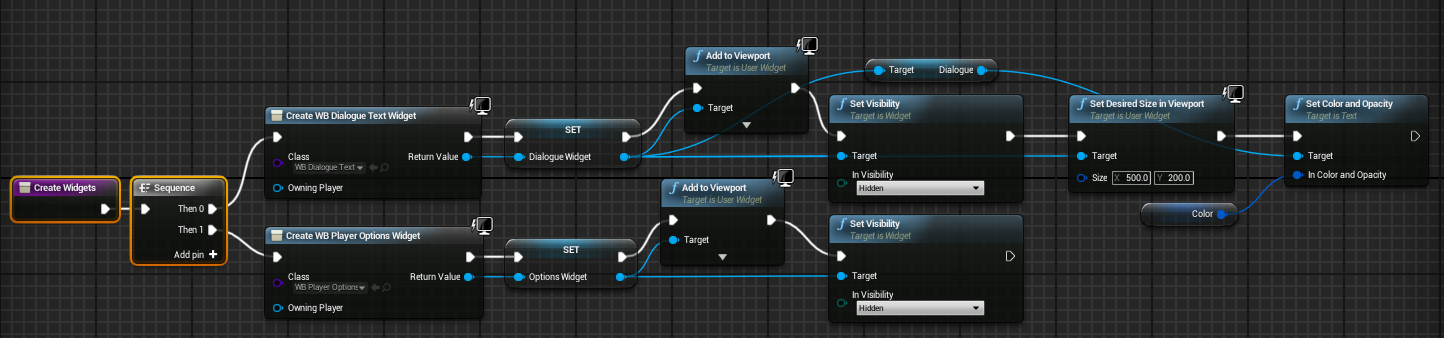 Create Widgets
Sequence
Then 0
Then 1
Add pin
Create WB Dialogue Text Widget
Class
WB Dialogue Text
Return Value
Owning Player
SET
Dialogue Widget
Add to Viewport
Target is User Widget
Target
Target Dialogue
Set Visibility
Target is Widget
Target
In Visibility
Hidden
Set Desired Size in Viewport
Target is User Widget
Target
Size X 500.0 Y 200.0
Set Color and Opacity
Target is Text
Target
In Color and Opacity
Color
Create WB Player Options Widget
Class
WB Player Options
Return Value
Owning Player
SET
Options Widget
Add to Viewport
Target is User Widget
Target
Set Visibility
Target is Widget
Target
In Visibility
Hidden